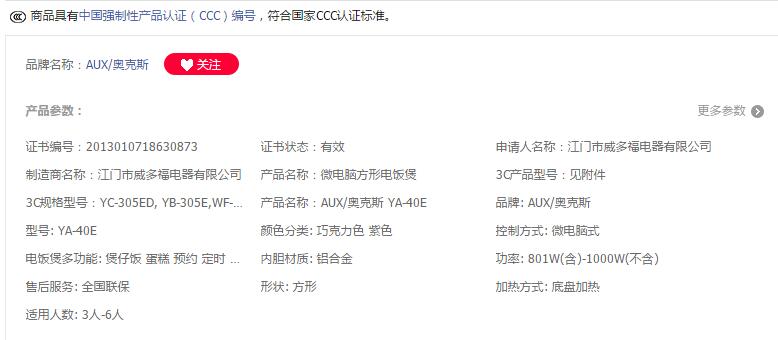 商品具有中国强制性产品认证（CCC）编号，符合国家CCC认证标准。
品牌名称：AUX/奥克斯 关注
产品参数： 更多参数
证书编号：2013010718630873 证书状态：有效 申请人名称：江门市威多福电器有限公司
制造商名称：江门市威多福电器有限公司 产品名称：微电脑方形电饭煲 3C产品型号：见附件
3C规格型号：YC-305ED, YB-305E,WF-... 产品名称：AUX/奥克斯 YA-40E 品牌: AUX/奥克斯
型号: YA-40E 颜色分类: 巧克力色 紫色 控制方式: 微电脑式
电饭煲多功能: 煲仔饭 蛋糕 预约 定时 ... 内胆材质: 铝合金 功率: 801W(含)-1000W(不含)
售后服务: 全国联保 形状: 方形 加热方式: 底盘加热
适用人数: 3人-6人